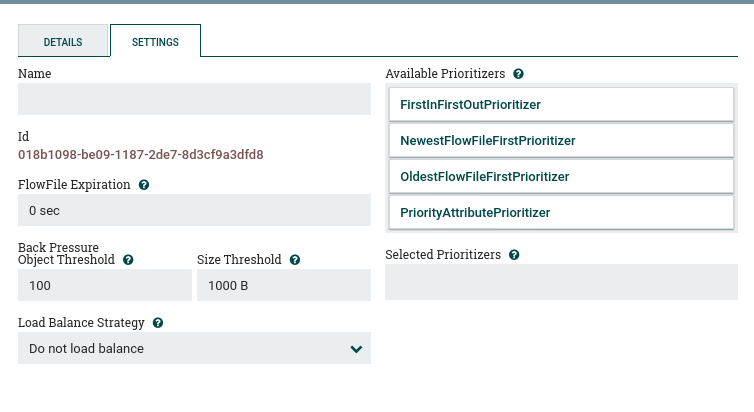 DETAILS
SETTINGS
Name
Id
018b1098-be09-1187-2de7-8d3cf9a3dfd8
FlowFile Expiration ?
0 sec
Back Pressure
Object Threshold ?
Size Threshold ?
100
1000 B
Load Balance Strategy ?
Do not load balance
Available Prioritizers ?
FirstInFirstOutPrioritizer
NewestFlowFileFirstPrioritizer
OldestFlowFileFirstPrioritizer
PriorityAttributePrioritizer
Selected Prioritizers ?